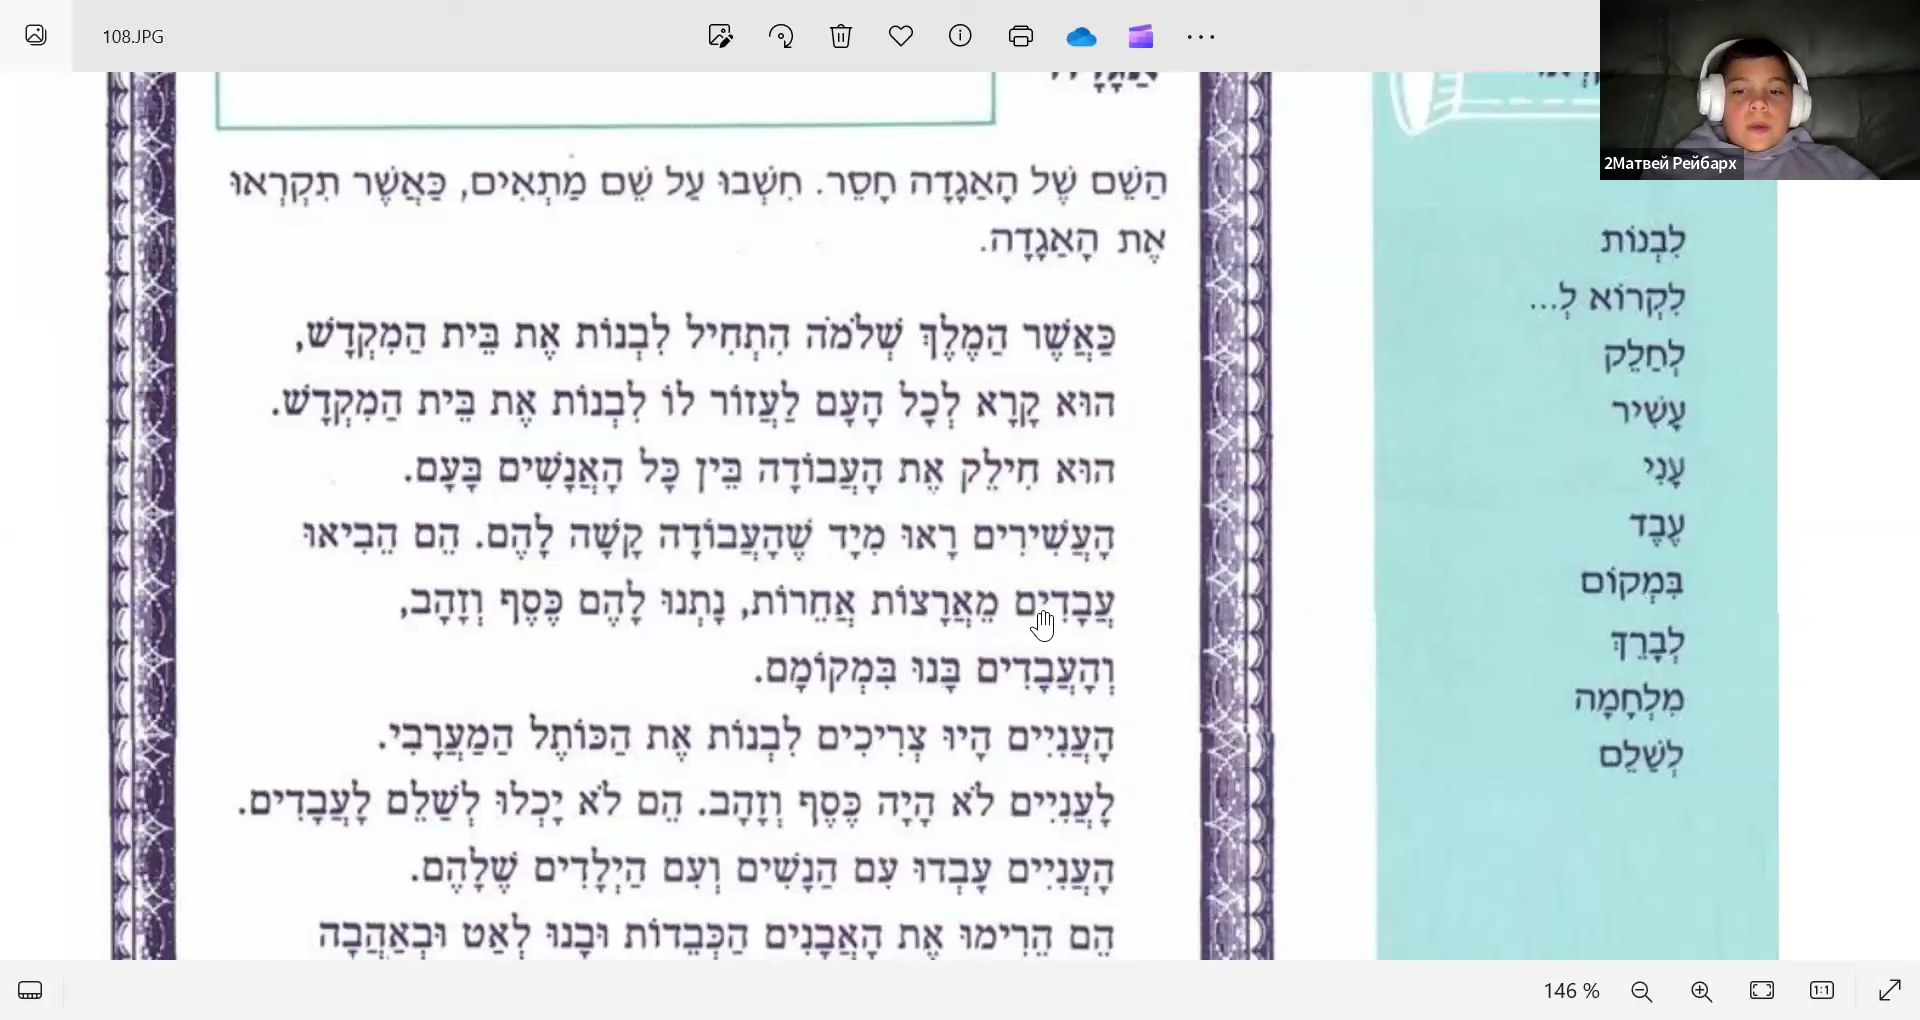 108.JPG
2Матвей Рейбарх
הַשֵּׁם שֶׁל הָאַגָּדָה חָסֵר. חִשְׁבוּ עַל שֵׁם מַתְאִים, כַּאֲשֶׁר תִּקְרְאוּ
אֶת הָאַגָּדָה.
כַּאֲשֶׁר הַמֶּלֶךְ שְׁלֹמֹה הִתְחִיל לִבְנוֹת אֶת בֵּית הַמִּקְדָּשׁ,
הוּא קָרָא לְכָל הָעָם לַעֲזוֹר לוֹ לִבְנוֹת אֶת בֵּית הַמִּקְדָּשׁ.
הוּא חִילֵּק אֶת הָעֲבוֹדָה בֵּין כָּל הָאֲנָשִׁים בָּעָם.
הָעֲשִׁירִים רָאוּ מִיָּד שֶׁהָעֲבוֹדָה קָשָׁה לָהֶם. הֵם הֵבִיאוּ
עֲבָדִים מֵאֲרָצוֹת אֲחֵרוֹת, נָתְנוּ לָהֶם כֶּסֶף וְזָהָב,
וְהָעֲבָדִים בָּנוּ בִּמְקוֹמָם.
הָעֲנִיִּים הָיוּ צְרִיכִים לִבְנוֹת אֶת הַכּוֹתֶל הַמַּעֲרָבִי.
לָעֲנִיִּים לֹא הָיָה כֶּסֶף וְזָהָב. הֵם לֹא יָכְלוּ לְשַׁלֵּם לָעֲבָדִים.
הָעֲנִיִּים עָבְדוּ עִם הַנָּשִׁים וְעִם הַיְלָדִים שֶׁלָּהֶם.
הֵם הֵרִימוּ אֶת הָאֲבָנִים הַכְּבֵדוֹת וּבָנוּ לְאַט וּבְאַהֲבָה
לִבְנוֹת
לִקְרוֹא לְ...
לְחַלֵּק
עָשִׁיר
עָנִי
עֶבֶד
בִּמְקוֹם
לְבָרֵךְ
מִלְחָמָה
לְשַׁלֵּם
146 %
1:1